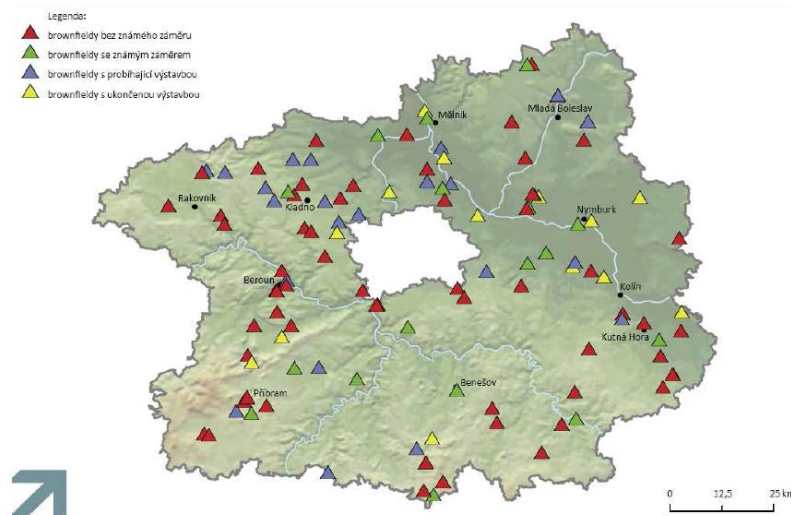 Legenda:
brownfieldy bez známého záměru
brownfieldy se známým záměrem
brownfieldy s probíhající výstavbou
brownfieldy s ukončenou výstavbou
Mělník
Mladá Boleslav
Rakovník
Kladno
Nymburk
Beroun
Kolín
Kutná Hora
Příbram
Benešov
0 12,5 25 km